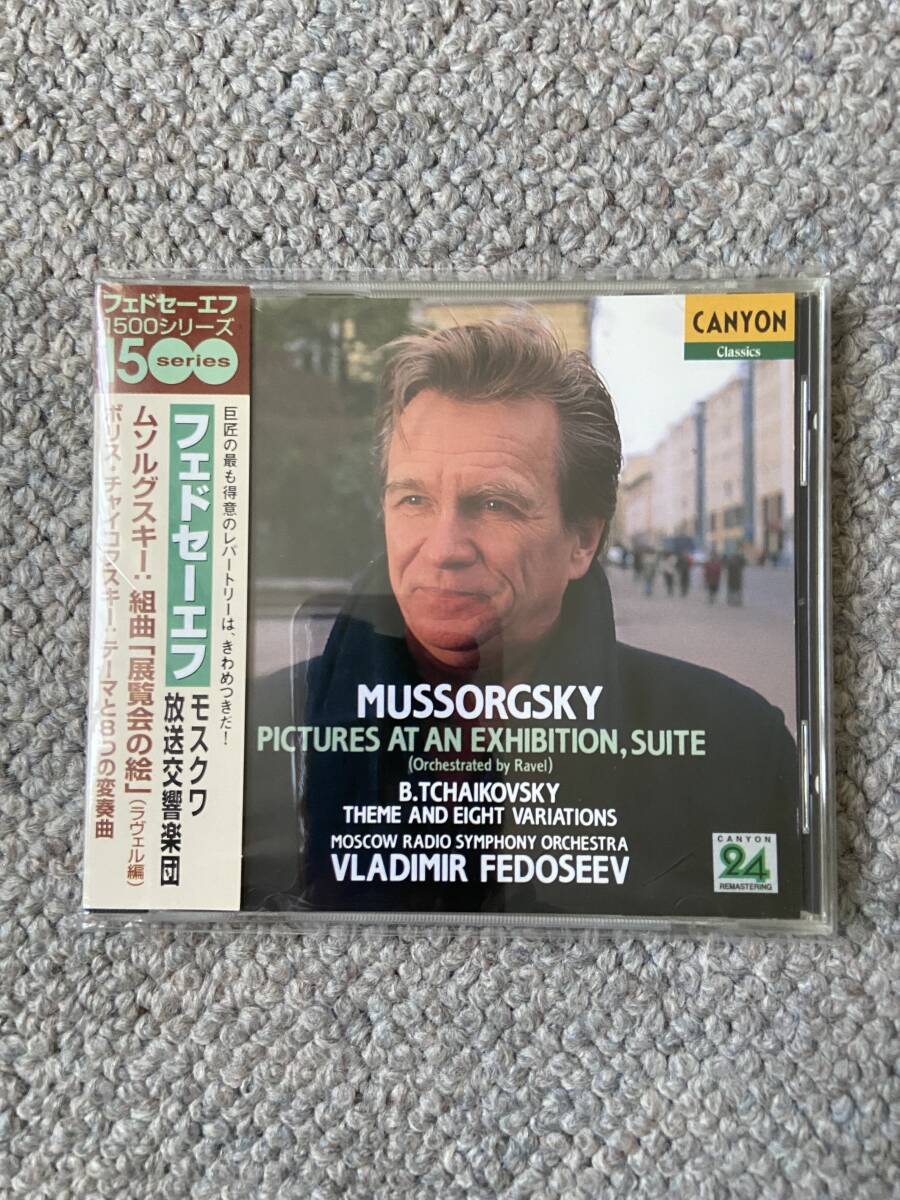 フェドセーエフ
1500シリーズ
1500
series
巨匠の最も得意のレパートリーは、きわめつきだ!
フェドセーエフ
モスクワ
放送交響楽団
ムソルグスキー:組曲「展覧会の絵」(ラヴェル編)
ボリス・チャイコフスキー:テーマと8つの変奏曲
CANYON
Classics
MUSSORGSKY
PICTURES AT AN EXHIBITION, SUITE
(Orchestrated by Ravel)
B.TCHAIKOVSKY
THEME AND EIGHT VARIATIONS
MOSCOW RADIO SYMPHONY ORCHESTRA
VLADIMIR FEDOSEEV
CANYON
24
REMASTERING